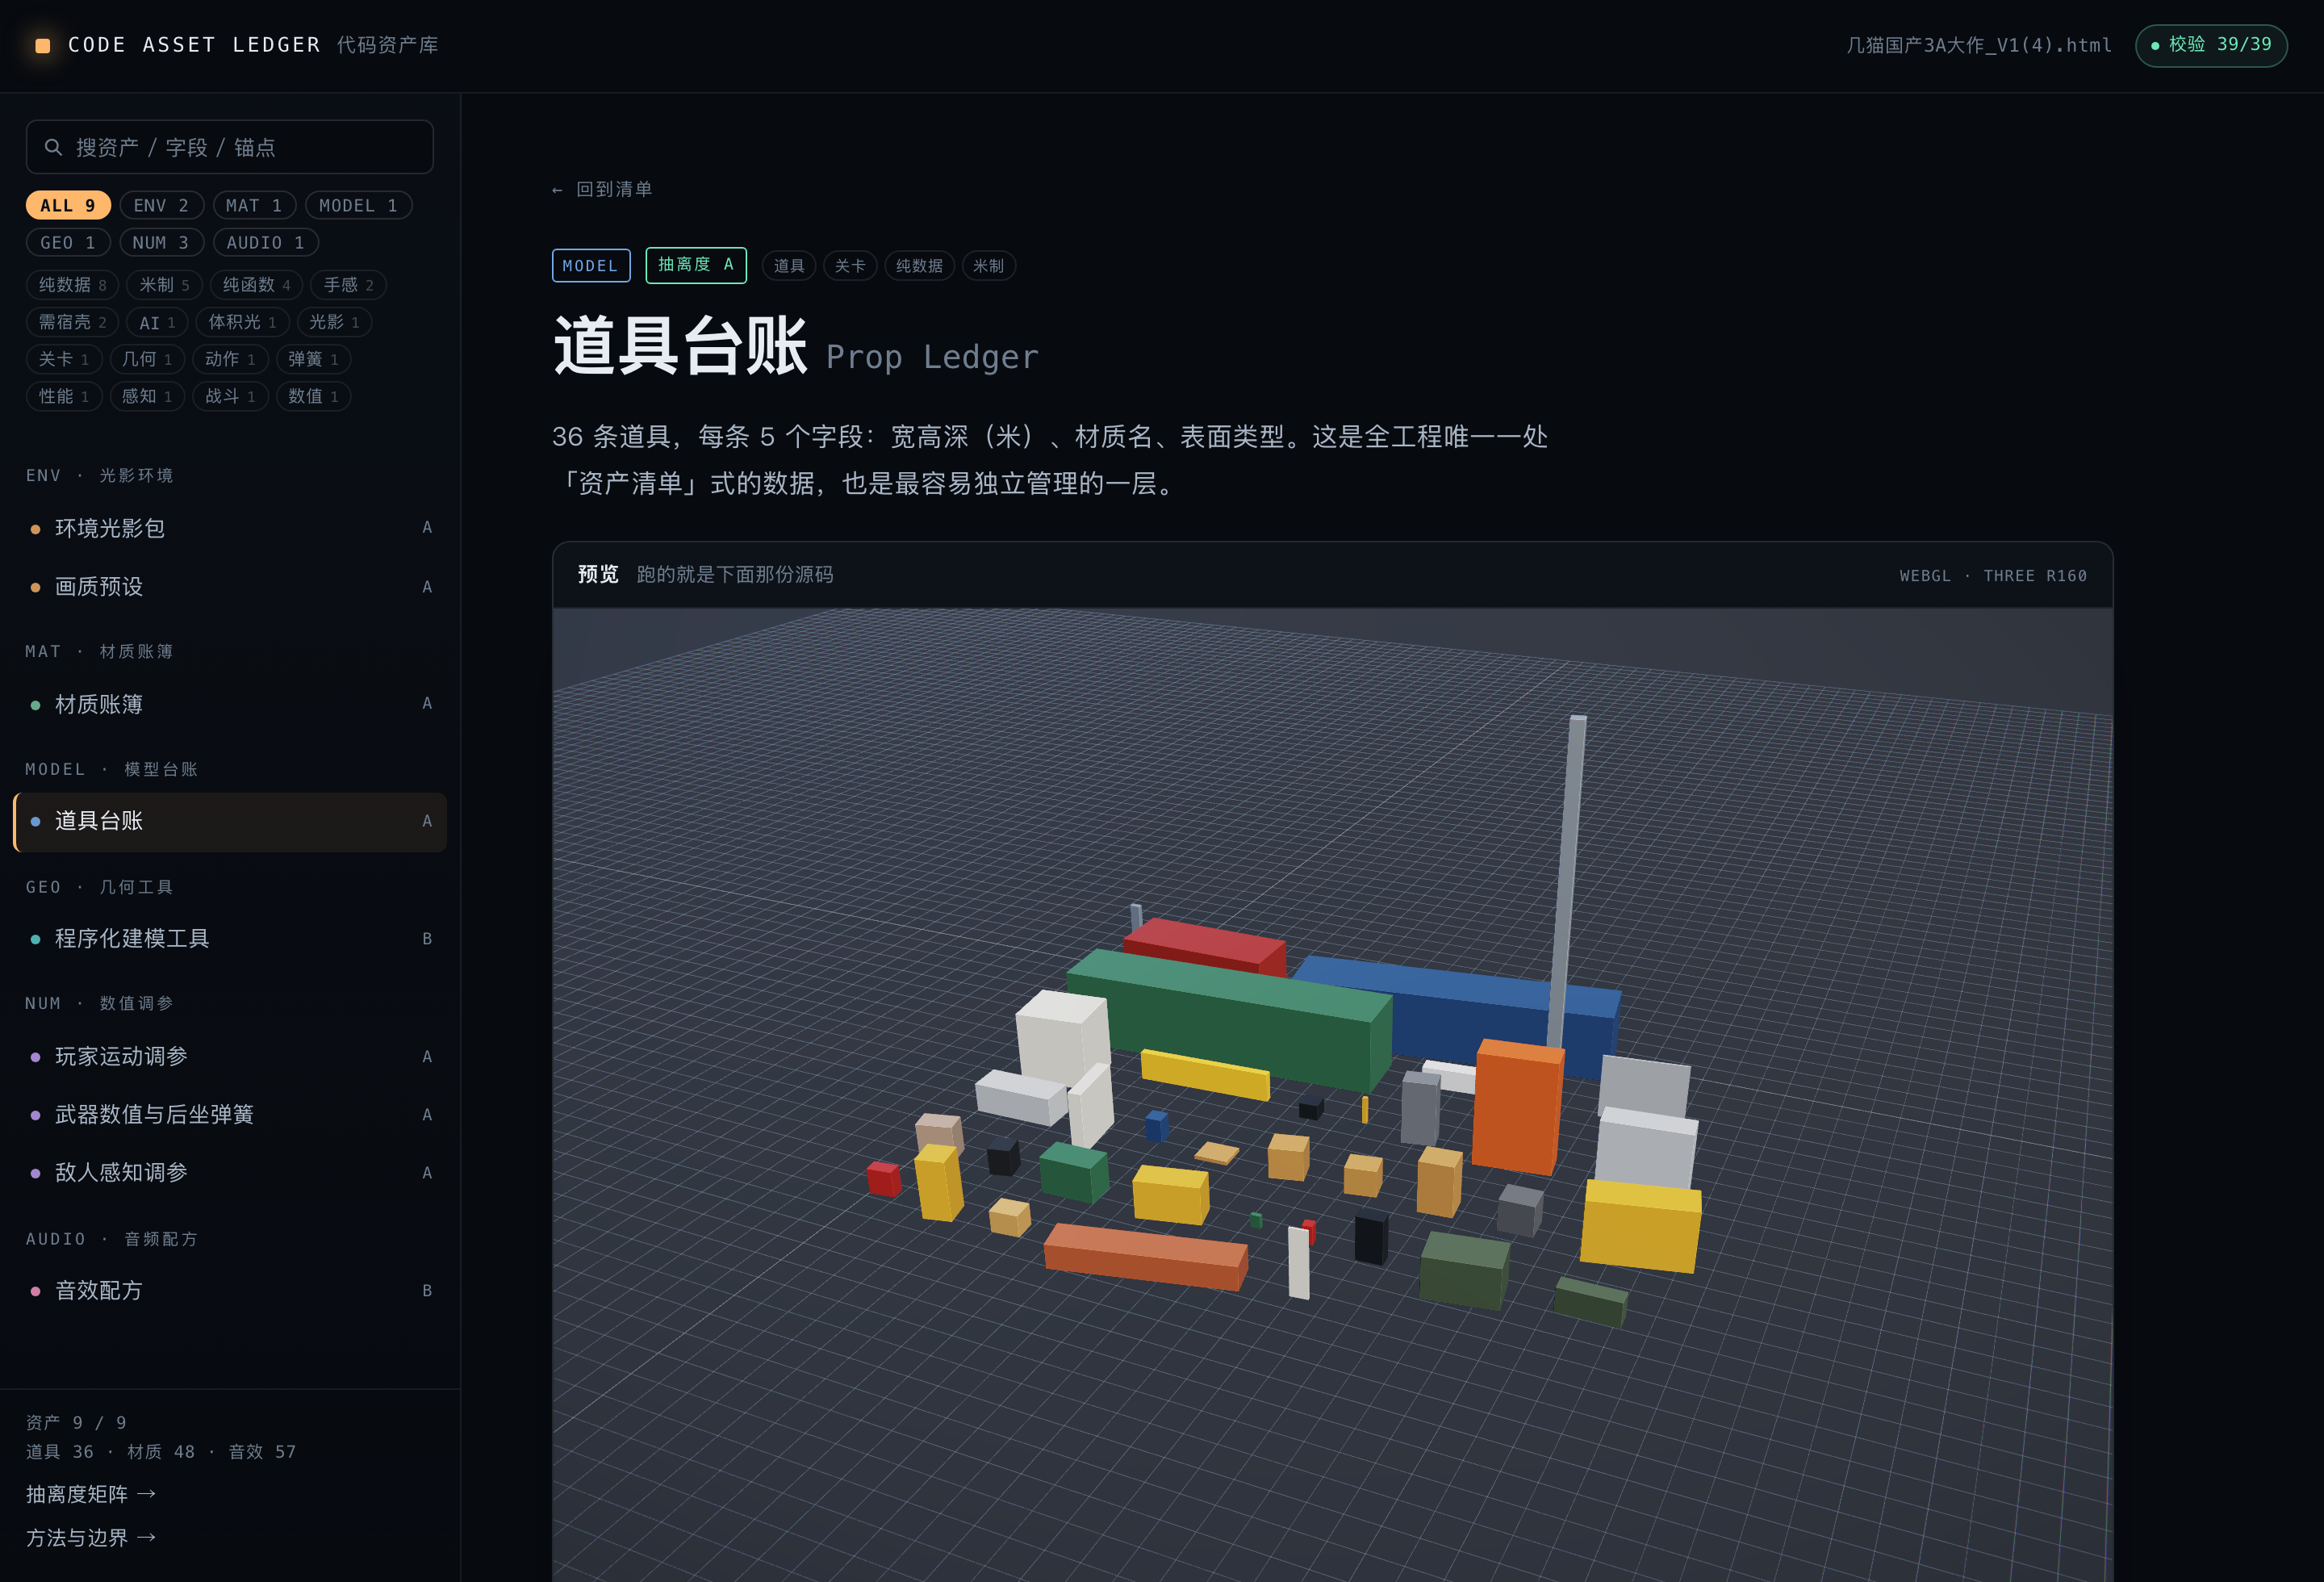 CODE ASSET LEDGER 代码资产库
几猫国产3A大作_V1(4).html
校验 39/39
搜资产 / 字段 / 锚点
ALL 9 ENV 2 MAT 1 MODEL 1
GEO 1 NUM 3 AUDIO 1
纯数据 8 米制 5 纯函数 4 手感 2
需宿壳 2 AI 1 体积光 1 光影 1
关卡 1 几何 1 动作 1 弹簧 1
性能 1 感知 1 战斗 1 数值 1
ENV · 光影环境
环境光影包 A
画质预设 A
MAT · 材质账簿
材质账簿 A
MODEL · 模型台账
道具台账 A
GEO · 几何工具
程序化建模工具 B
NUM · 数值调参
玩家运动调参 A
武器数值与后坐弹簧 A
敌人感知调参 A
AUDIO · 音频配方
音效配方 B
资产 9 / 9
道具 36 · 材质 48 · 音效 57
抽离度矩阵 →
方法与边界 →
← 回到清单
MODEL 抽离度 A 道具 关卡 纯数据 米制
道具台账 Prop Ledger
36 条道具，每条 5 个字段：宽高深（米）、材质名、表面类型。这是全工程唯一一处
「资产清单」式的数据，也是最容易独立管理的一层。
预览 跑的就是下面那份源码
WEBGL · THREE R160